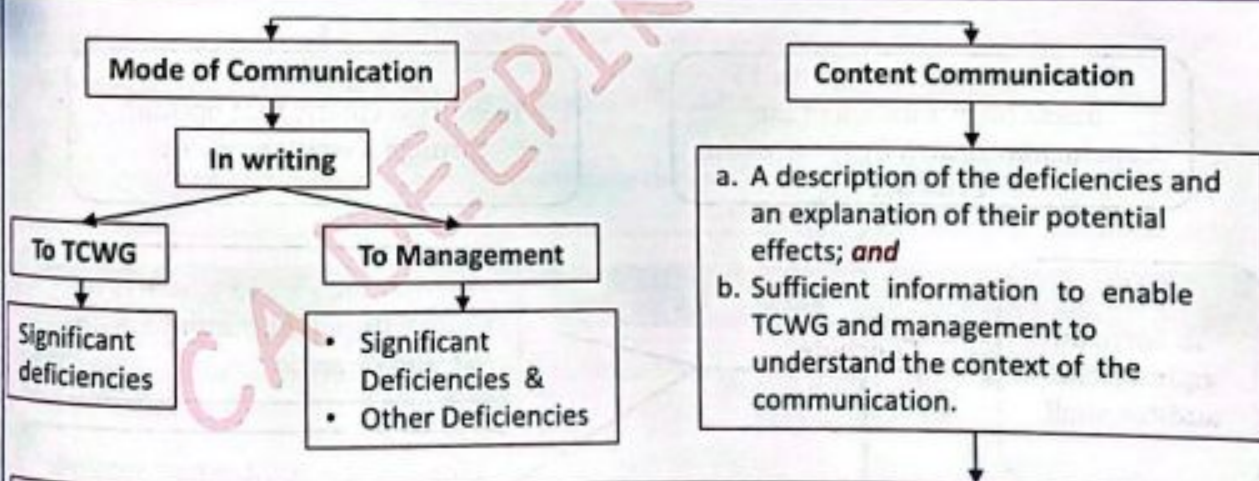 Mode of Communication
In writing
To TCWG
Significant
deficiencies
To Management
• Significant
Deficiencies &
• Other Deficiencies
Content Communication
a. A description of the deficiencies and
an explanation of their potential
effects; and
b. Sufficient information to enable
TCWG and management to
understand the context of the
communication.
CA DEEPIN